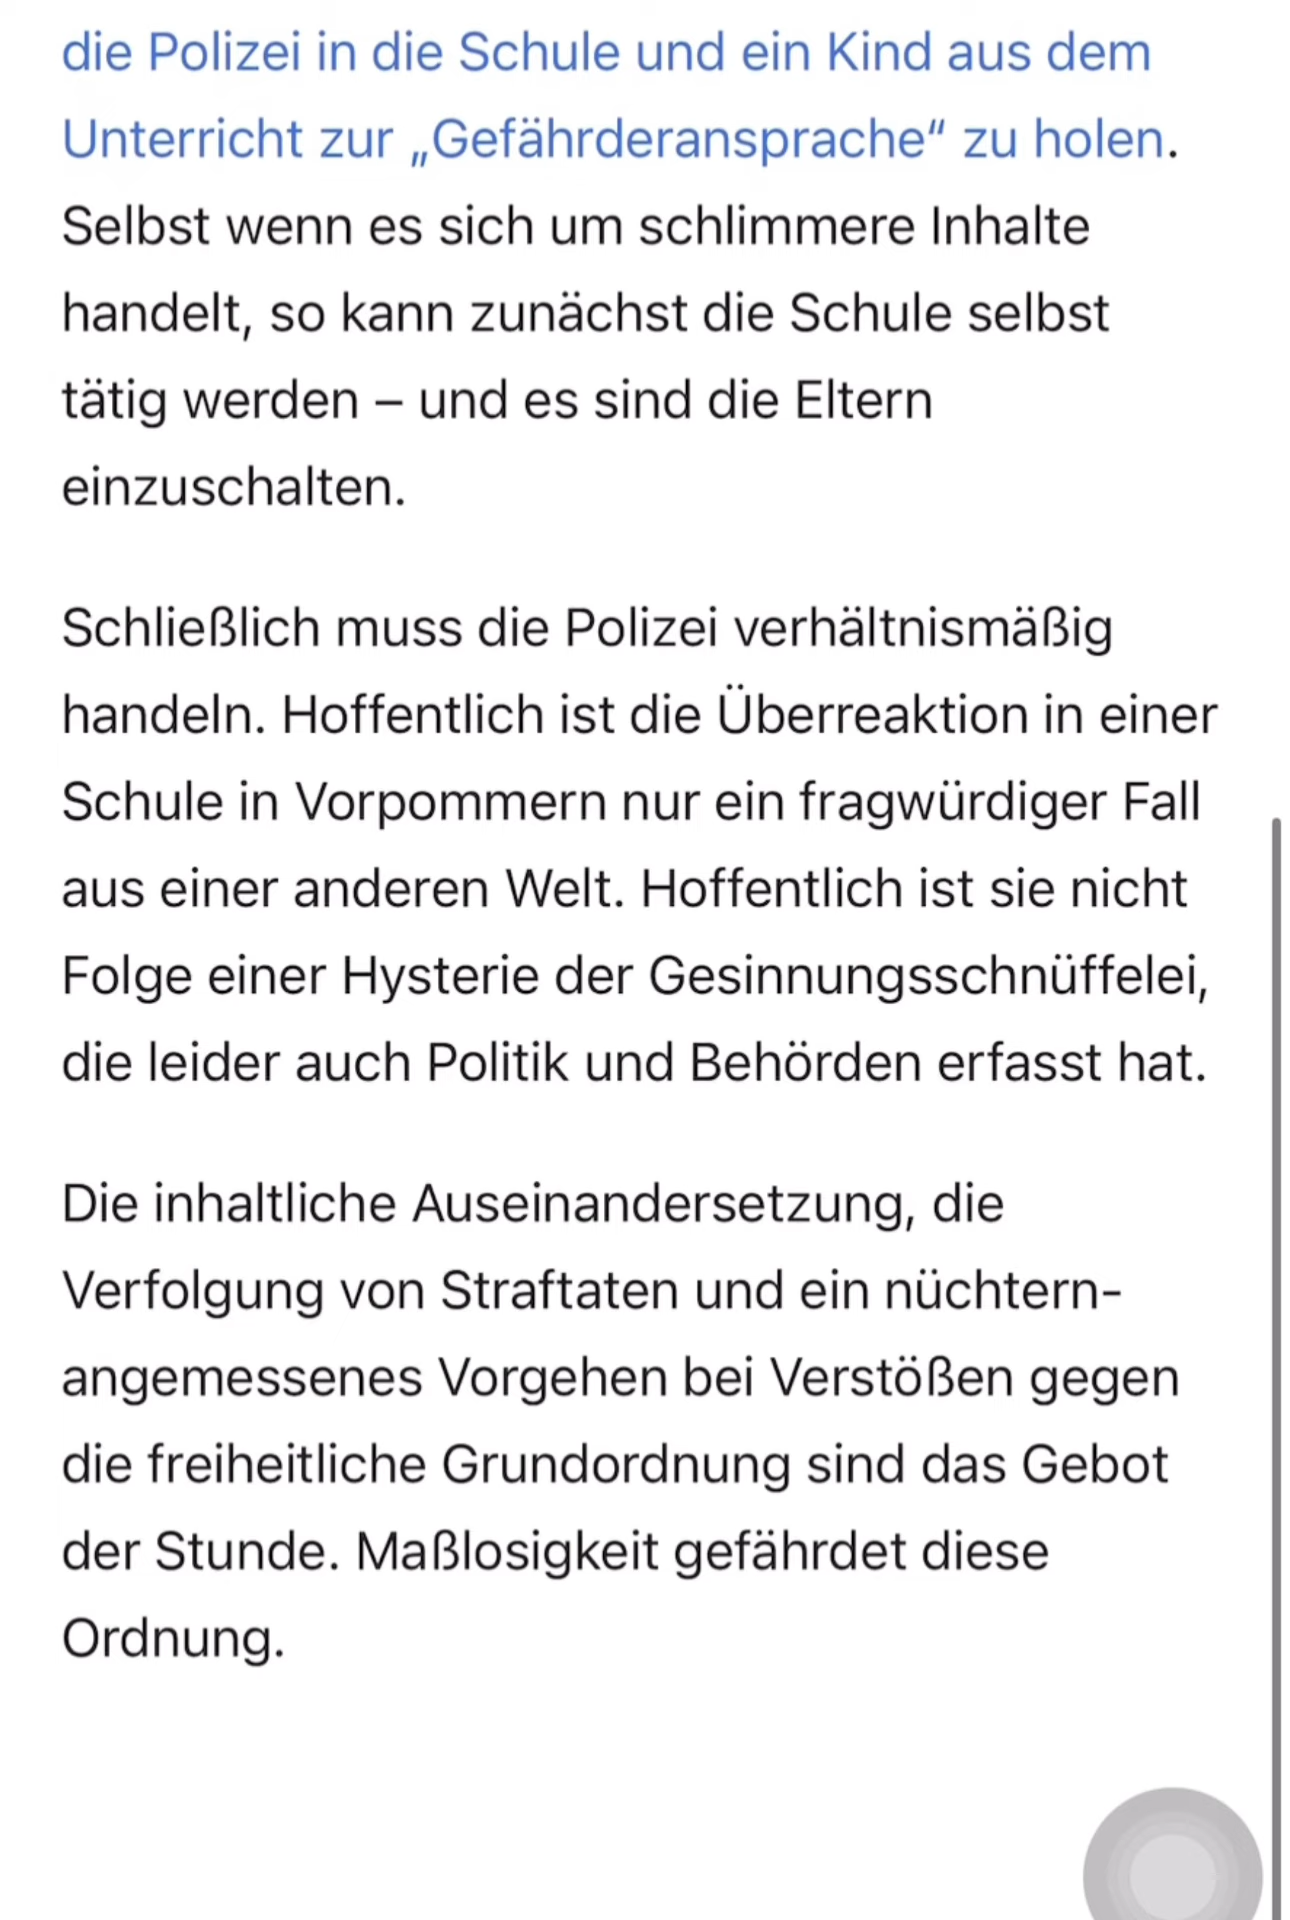 die Polizei in die Schule und ein Kind aus dem
Unterricht zur „Gefährderansprache“ zu holen.
Selbst wenn es sich um schlimmere Inhalte
handelt, so kann zunächst die Schule selbst
tätig werden – und es sind die Eltern
einzuschalten.
Schließlich muss die Polizei verhältnismäßig
handeln. Hoffentlich ist die Überreaktion in einer
Schule in Vorpommern nur ein fragwürdiger Fall
aus einer anderen Welt. Hoffentlich ist sie nicht
Folge einer Hysterie der Gesinnungsschnüffelei,
die leider auch Politik und Behörden erfasst hat.
Die inhaltliche Auseinandersetzung, die
Verfolgung von Straftaten und ein nüchtern-
angemessenes Vorgehen bei Verstößen gegen
die freiheitliche Grundordnung sind das Gebot
der Stunde. Maßlosigkeit gefährdet diese
Ordnung.